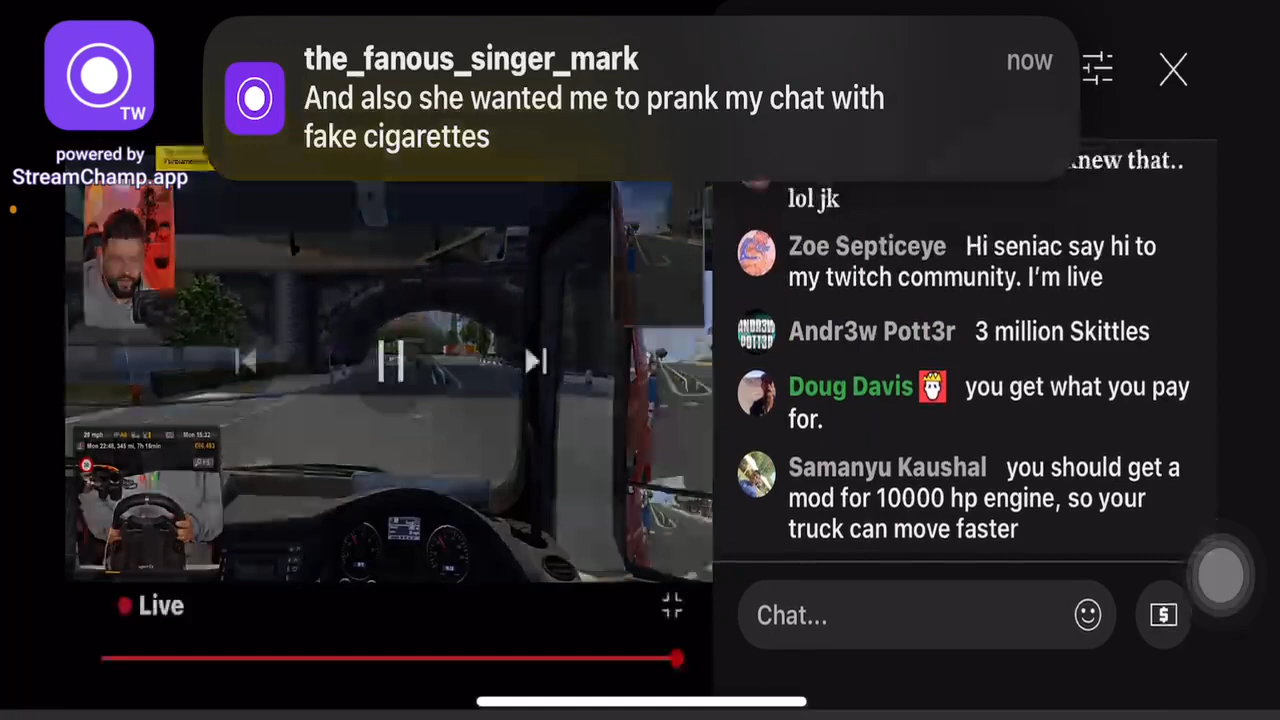 the_fanous_singer_mark
now
And also she wanted me to prank my chat with
fake cigarettes
TW
powered by
StreamChamp.app
knew that..
lol jk
Zoe Septiceye Hi seniac say hi to
my twitch community. I'm live
ANDR3W
POTT3R
Andr3w Pott3r 3 million Skittles
Doug Davis you get what you pay
for.
Samanyu Kaushal you should get a
mod for 10000 hp engine, so your
truck can move faster
Live
Chat...
$